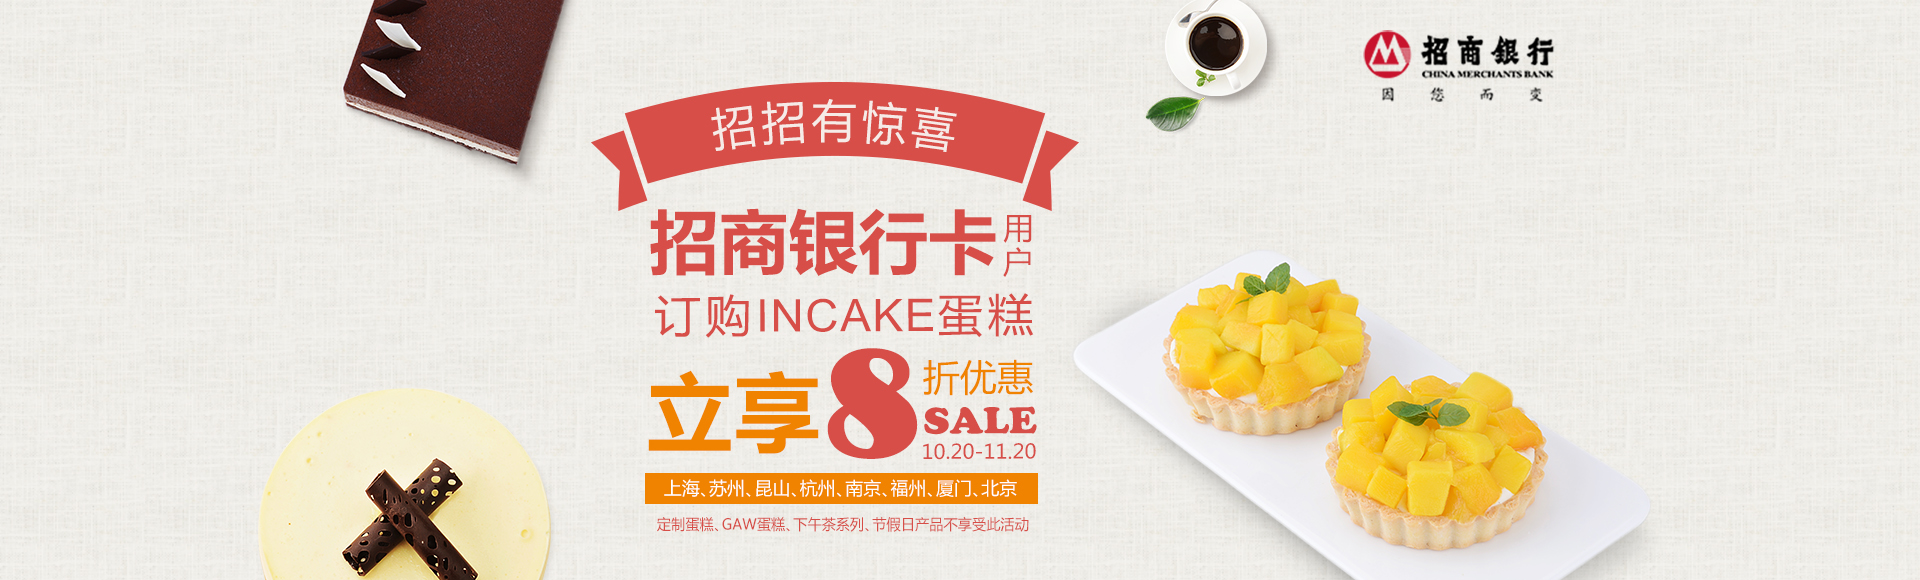 招招有惊喜
招商银行卡用户
订购INCAKE蛋糕
立享8折优惠
SALE
10.20-11.20
上海、苏州、昆山、杭州、南京、福州、厦门、北京
定制蛋糕、GAW蛋糕、下午茶系列、节假日产品不享受此活动
招商银行
CHINA MERCHANTS BANK
因您而变